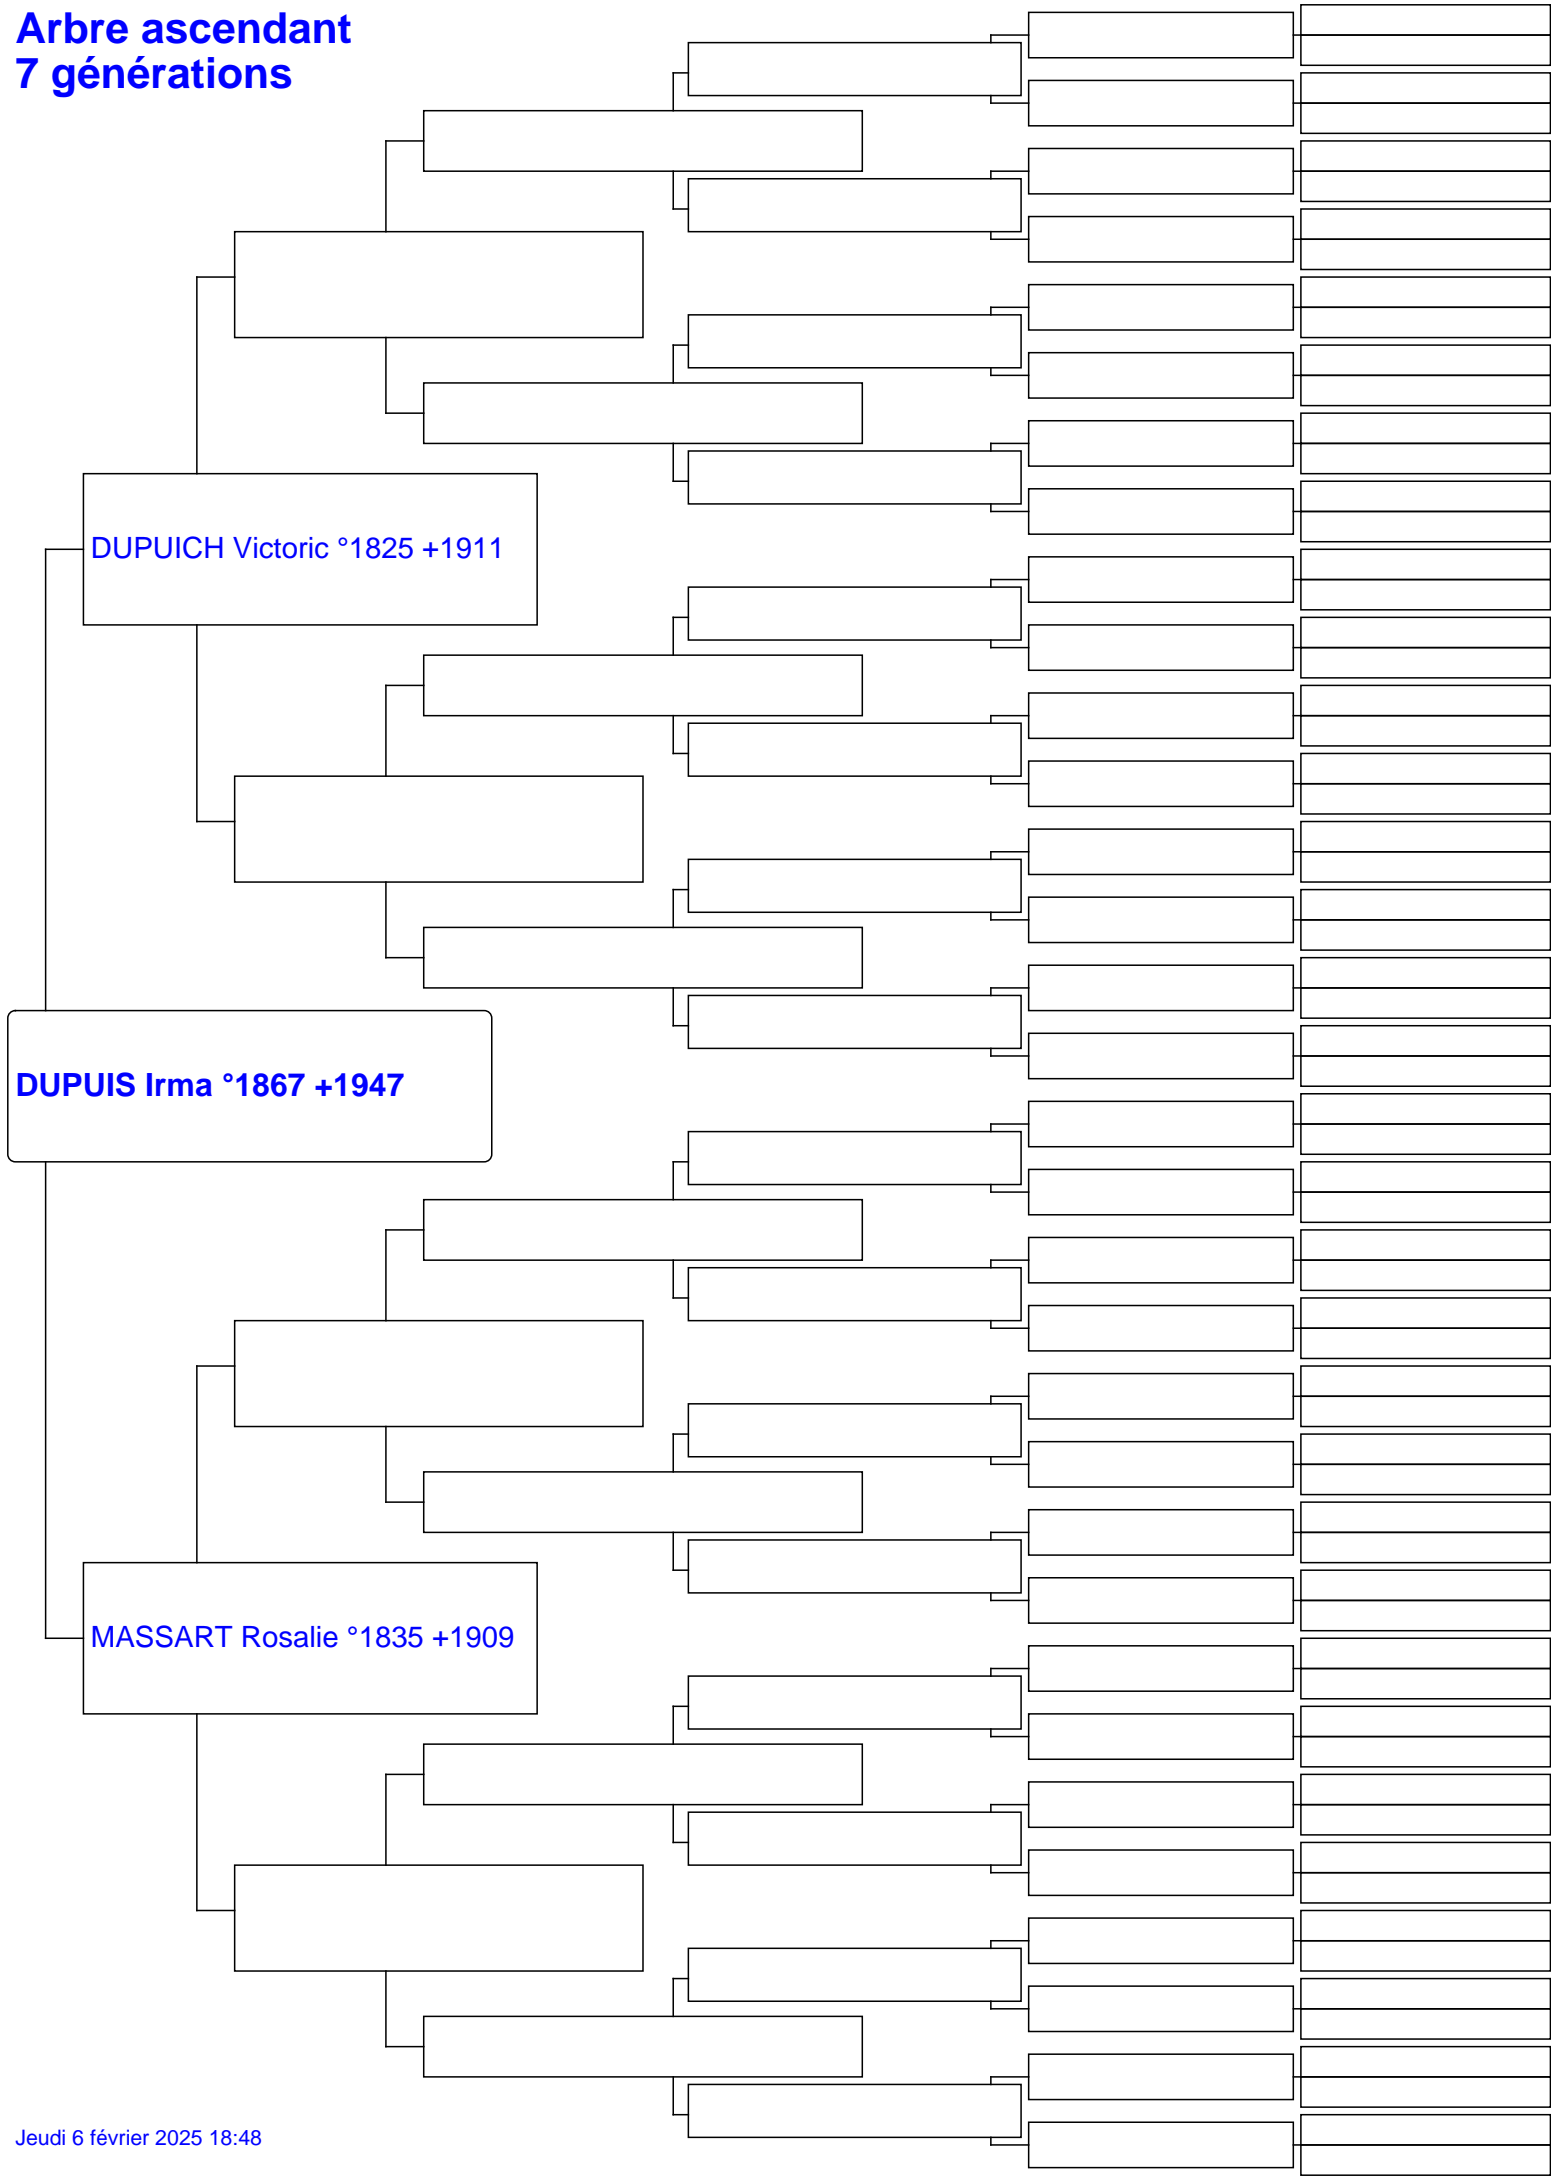 Arbre ascendant
7 générations
DUPUICH Victoric °1825 +1911
DUPUIS Irma °1867 +1947
MASSART Rosalie °1835 +1909
Jeudi 6 février 2025 18:48